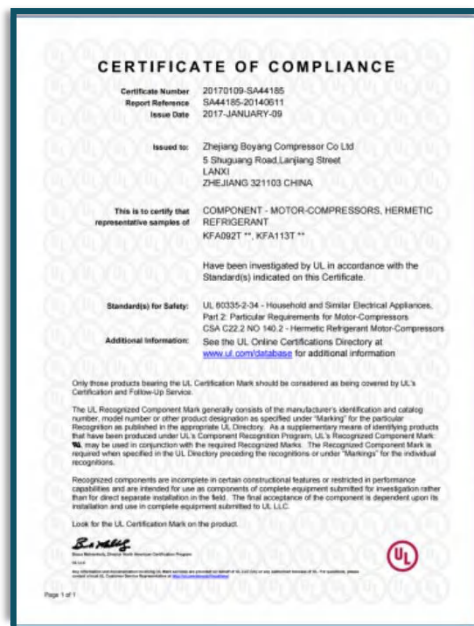 CERTIFICATE OF COMPLIANCE
Certificate Number 20170109-SA44185
Report Reference SA44185-20140611
Issue Date 2017-JANUARY-09
Issued to: Zhejiang Boyang Compressor Co Ltd
5 Shuguang Road,Lanjiang Street
LANXI
ZHEJIANG 321103 CHINA
This is to certify that COMPONENT - MOTOR-COMPRESSORS, HERMETIC
representative samples of REFRIGERANT
KFA092T **, KFA113T **
Have been investigated by UL in accordance with the
Standard(s) indicated on this Certificate.
Standard(s) for Safety: UL 60335-2-34 - Household and Similar Electrical Appliances,
Part 2: Particular Requirements for Motor-Compressors
CSA C22.2 NO 140.2 - Hermetic Refrigerant Motor-Compressors
Additional Information: See the UL Online Certifications Directory at
www.ul.com/database for additional information
Only those products bearing the UL Certification Mark should be considered as being covered by UL's
Certification and Follow-Up Service.
The UL Recognized Component Mark generally consists of the manufacturer's identification and catalog
number, model number or other product designation as specified under "Marking" for the particular
Recognition as published in the appropriate UL Directory. As a supplementary means of identifying products
that have been produced under UL's Component Recognition Program, UL's Recognized Component Mark:
may be used in conjunction with the required Recognized Marks. The Recognized Component Mark is
required when specified in the UL Directory preceding the recognitions or under "Markings" for the individual
recognitions.
Recognized components are incomplete in certain constructional features or restricted in performance
capabilities and are intended for use as components of complete equipment submitted for investigation rather
than for direct separate installation in the field. The final acceptance of the component is dependent upon its
installation and use in complete equipment submitted to UL LLC.
Look for the UL Certification Mark on the product.
UL
Page 1 of 1